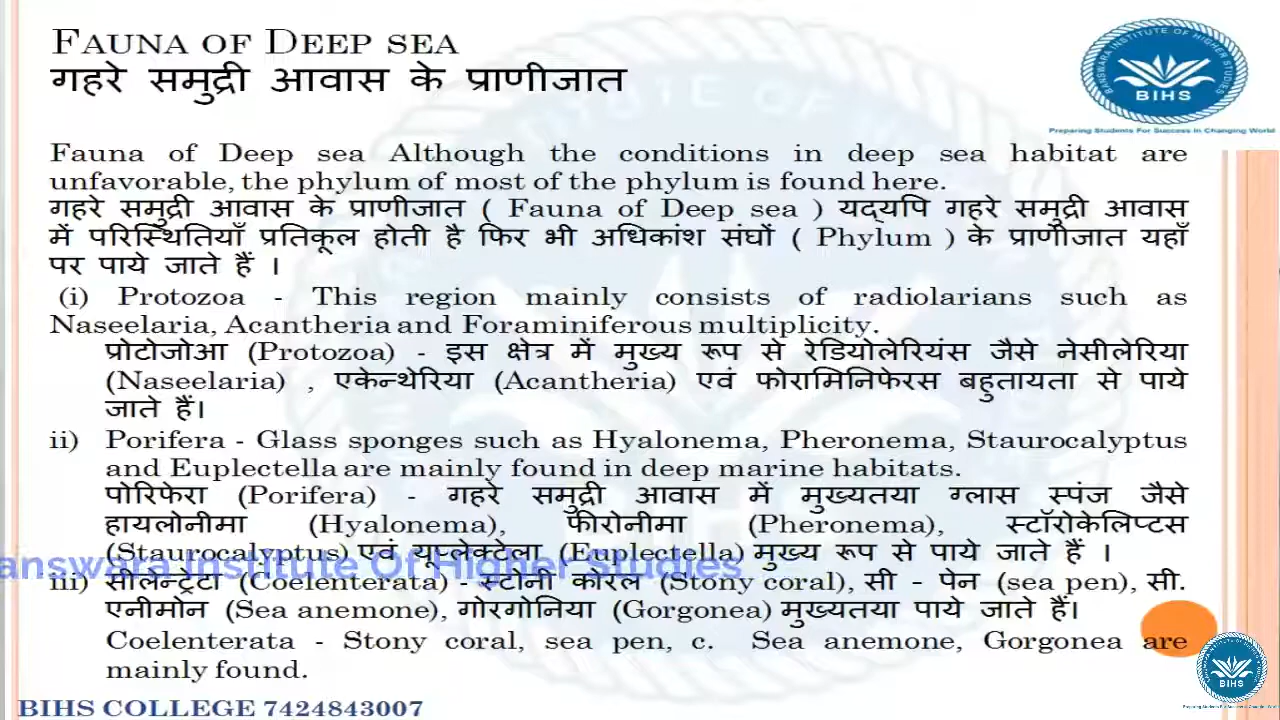 FAUNA OF DEEP SEA
गहरे समुद्री आवास के प्राणीजात
BANSWARA INSTITUTE OF HIGHER STUDIES
BIHS
Preparing Students For Success In Changing World
Fauna of Deep sea Although the conditions in deep sea habitat are
unfavorable, the phylum of most of the phylum is found here.
गहरे समुद्री आवास के प्राणीजात ( Fauna of Deep sea ) यद्यपि गहरे समुद्री आवास
में परिस्थितियाँ प्रतिकूल होती है फिर भी अधिकांश संघों ( Phylum ) के प्राणीजात यहाँ
पर पाये जाते हैं ।
(i) Protozoa - This region mainly consists of radiolarians such as
Naseelaria, Acantheria and Foraminiferous multiplicity.
प्रोटोजोआ (Protozoa) - इस क्षेत्र में मुख्य रूप से रेडियोलेरियंस जैसे नेसीलेरिया
(Naseelaria) , एकेन्थेरिया (Acantheria) एवं फोरामिनिफेरस बहुतायता से पाये
जाते हैं।
ii) Porifera - Glass sponges such as Hyalonema, Pheronema, Staurocalyptus
and Euplectella are mainly found in deep marine habitats.
पोरिफेरा (Porifera) - गहरे समुद्री आवास में मुख्यतया ग्लास स्पंज जैसे
हायलोनीमा (Hyalonema), फीरोनीमा (Pheronema), स्टॉरोकेलिप्टस
(Staurocalyptus) एवं यूप्लेक्टेला (Euplectella) मुख्य रूप से पाये जाते हैं ।
answara Institute Of Higher Studies
iii) सीलेन्ट्रेटा (Coelenterata) - स्टोनी कोरल (Stony coral), सी - पेन (sea pen), सी.
एनीमोन (Sea anemone), गोरगोनिया (Gorgonea) मुख्यतया पाये जाते हैं।
Coelenterata - Stony coral, sea pen, c. Sea anemone, Gorgonea are
mainly found.
BIHS
BIHS COLLEGE 7424843007